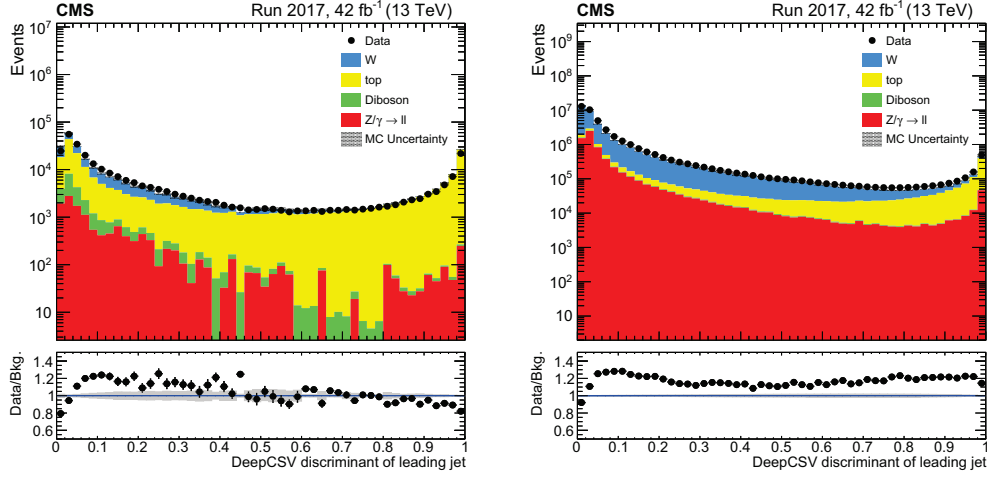 CMS Run 2017, 42 fb⁻¹ (13 TeV)
Events
10⁷
10⁶
10⁵
10⁴
10³
10²
10
Data
W
top
Diboson
Z/γ → ll
MC Uncertainty
Data/Bkg.
1.4
1.2
1
0.8
0.6
0 0.1 0.2 0.3 0.4 0.5 0.6 0.7 0.8 0.9 1
DeepCSV discriminant of leading jet
CMS Run 2017, 42 fb⁻¹ (13 TeV)
Events
10⁹
10⁸
10⁷
10⁶
10⁵
10⁴
10³
10²
10
Data
W
top
Diboson
Z/γ → ll
MC Uncertainty
Data/Bkg.
1.4
1.2
1
0.8
0.6
0 0.1 0.2 0.3 0.4 0.5 0.6 0.7 0.8 0.9 1
DeepCSV discriminant of leading jet